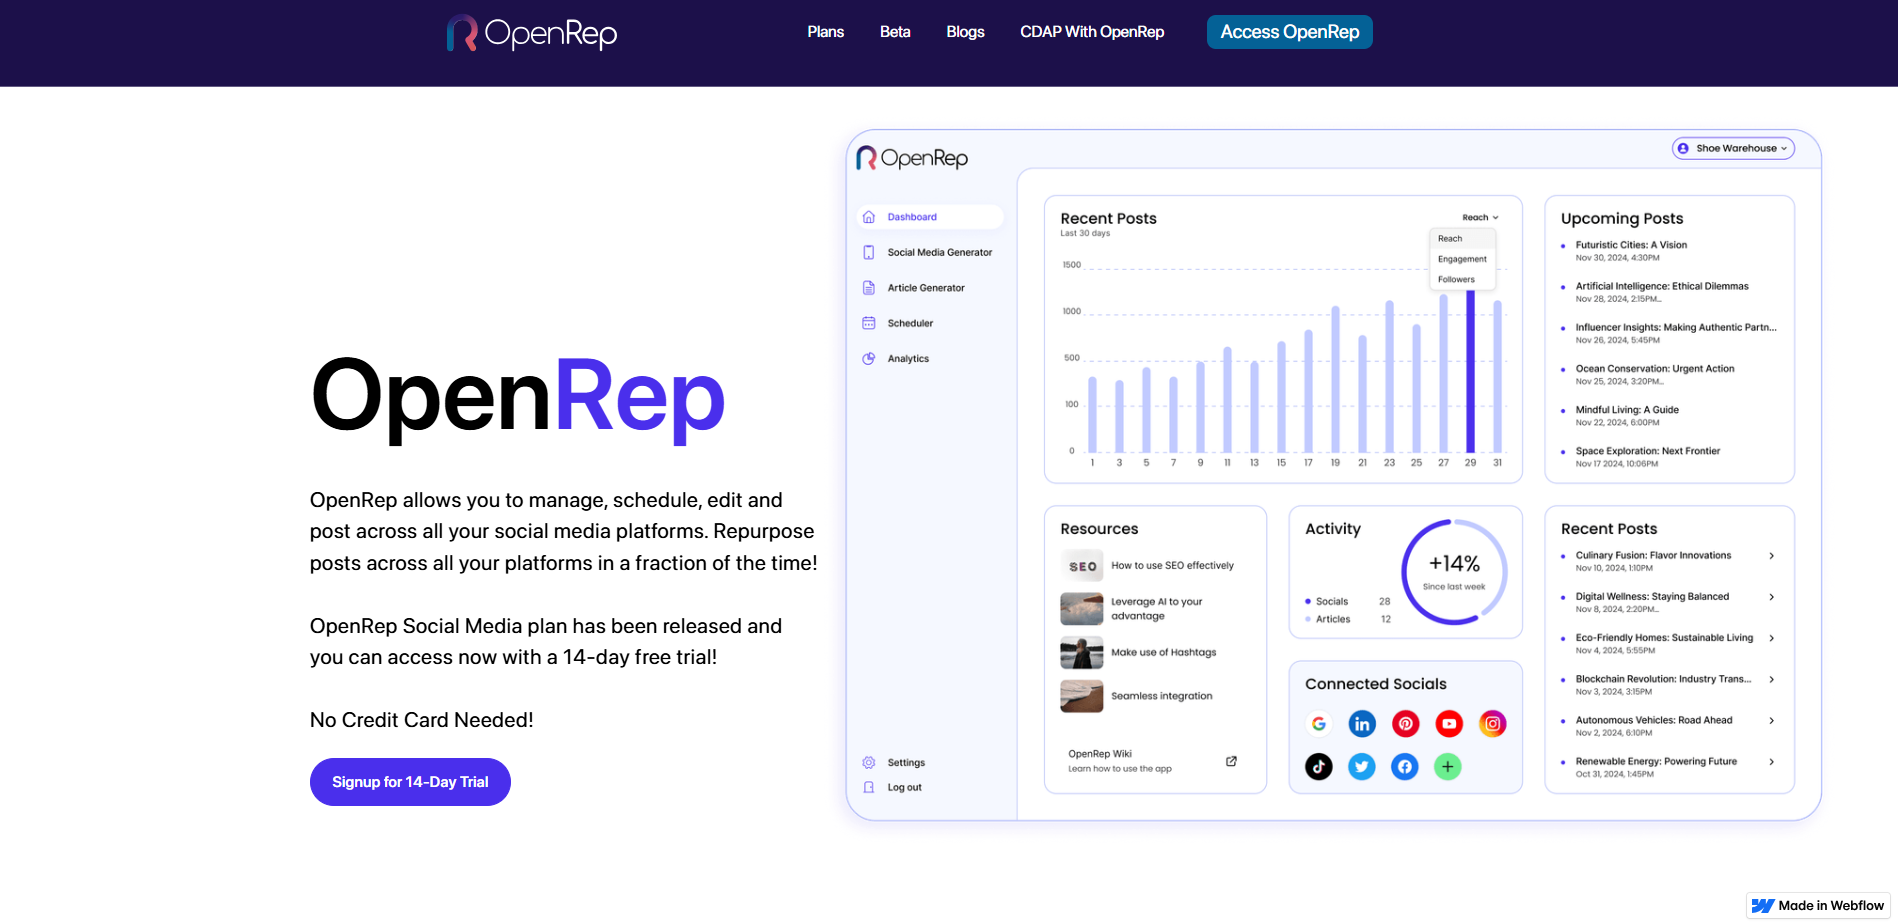 OpenRep
Plans
Beta
Blogs
CDAP With OpenRep
Access OpenRep
OpenRep
OpenRep allows you to manage, schedule, edit and
post across all your social media platforms. Repurpose
posts across all your platforms in a fraction of the time!
OpenRep Social Media plan has been released and
you can access now with a 14-day free trial!
No Credit Card Needed!
Signup for 14-Day Trial
OpenRep
Shoe Warehouse
Dashboard
Social Media Generator
Article Generator
Scheduler
Analytics
Settings
Log out
Recent Posts
Last 30 days
Reach
Reach
Engagement
Followers
1500
1000
500
100
0
1 3 5 7 9 11 13 15 17 19 21 23 25 27 29 31
Upcoming Posts
Futuristic Cities: A Vision
Nov 30, 2024, 4:30PM
Artificial Intelligence: Ethical Dilemmas
Nov 28, 2024, 2:15PM...
Influencer Insights: Making Authentic Partn...
Nov 26, 2024, 5:45PM
Ocean Conservation: Urgent Action
Nov 25, 2024, 3:20PM...
Mindful Living: A Guide
Nov 22, 2024, 6:00PM
Space Exploration: Next Frontier
Nov 17 2024, 10:06PM
Resources
SEO
How to use SEO effectively
Leverage AI to your
advantage
Make use of Hashtags
Seamless integration
OpenRep Wiki
Learn how to use the app
Activity
+14%
Since last week
Socials 28
Articles 12
Connected Socials
Recent Posts
Culinary Fusion: Flavor Innovations
Nov 10, 2024, 1:10PM
Digital Wellness: Staying Balanced
Nov 8, 2024, 2:20PM...
Eco-Friendly Homes: Sustainable Living
Nov 4, 2024, 5:55PM
Blockchain Revolution: Industry Trans...
Nov 3, 2024, 3:15PM
Autonomous Vehicles: Road Ahead
Nov 2, 2024, 6:10PM
Renewable Energy: Powering Future
Oct 31, 2024, 1:45PM
Made in Webflow